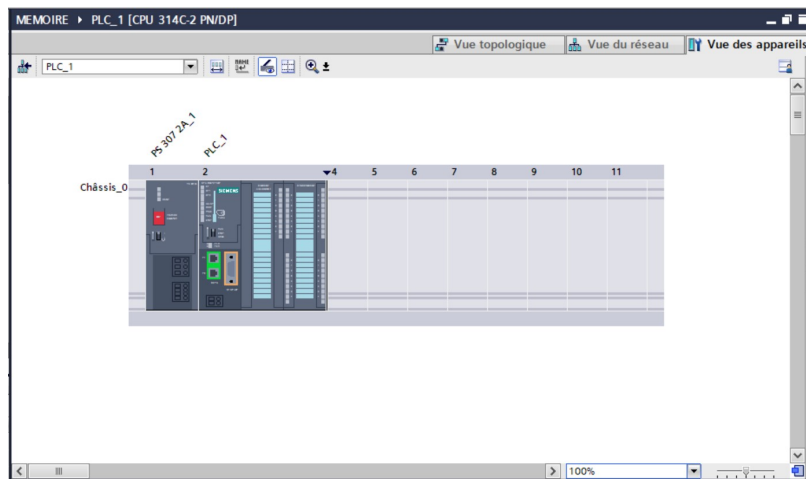 MEMOIRE ▸ PLC_1 [CPU 314C-2 PN/DP]
Vue topologique
Vue du réseau
Vue des appareils
PLC_1
PS 307 2A_1
PLC_1
1 2 4 5 6 7 8 9 10 11
Châssis_0
SIEMENS
100%